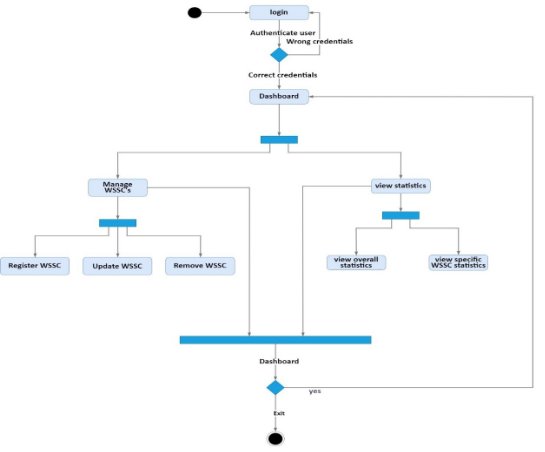 login
Authenticate user
Wrong credentials
Correct credentials
Dashboard
Manage
WSSC's
view statistics
Register WSSC
Update WSSC
Remove WSSC
view overall
statistics
view specific
WSSC statistics
Dashboard
yes
Exit